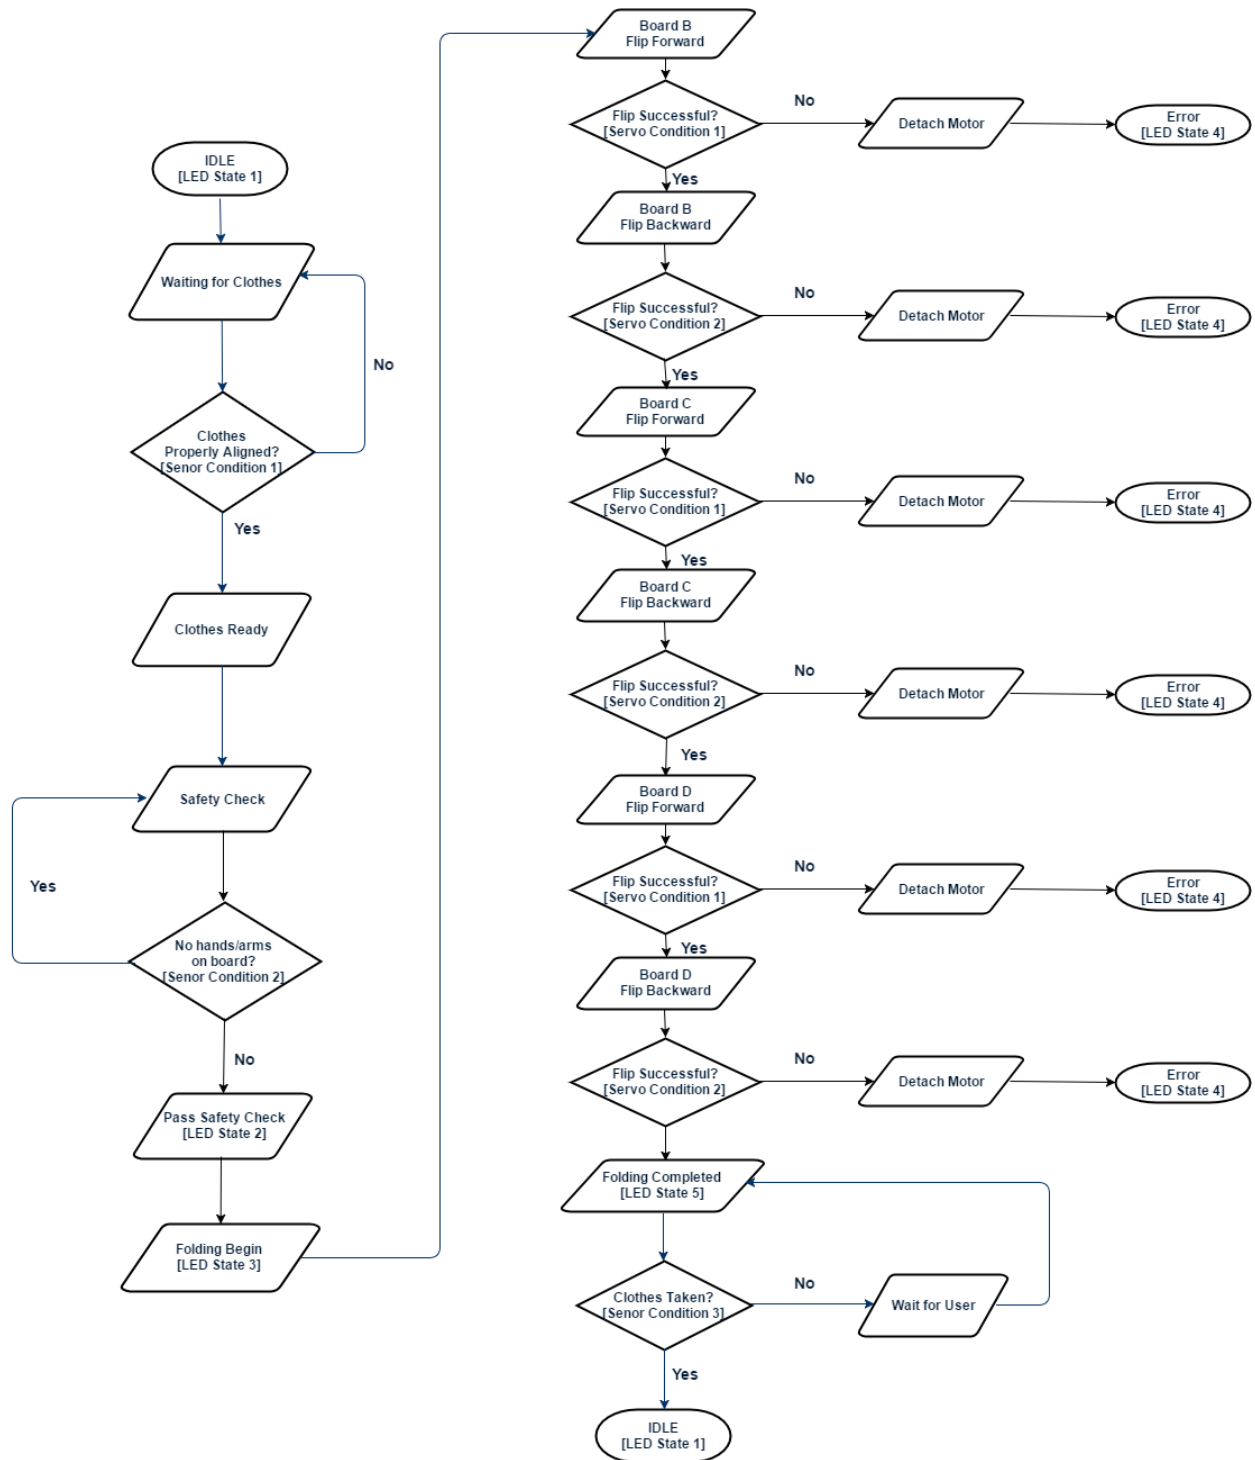 IDLE
[LED State 1]
Waiting for Clothes
No
Clothes
Properly Aligned?
[Senor Condition 1]
Yes
Clothes Ready
Safety Check
Yes
No hands/arms
on board?
[Senor Condition 2]
No
Pass Safety Check
[LED State 2]
Folding Begin
[LED State 3]
Board B
Flip Forward
Flip Successful?
[Servo Condition 1]
No
Detach Motor
Error
[LED State 4]
Yes
Board B
Flip Backward
Flip Successful?
[Servo Condition 2]
No
Detach Motor
Error
[LED State 4]
Yes
Board C
Flip Forward
Flip Successful?
[Servo Condition 1]
No
Detach Motor
Error
[LED State 4]
Yes
Board C
Flip Backward
Flip Successful?
[Servo Condition 2]
No
Detach Motor
Error
[LED State 4]
Yes
Board D
Flip Forward
Flip Successful?
[Servo Condition 1]
No
Detach Motor
Error
[LED State 4]
Yes
Board D
Flip Backward
Flip Successful?
[Servo Condition 2]
No
Detach Motor
Error
[LED State 4]
Folding Completed
[LED State 5]
Clothes Taken?
[Senor Condition 3]
No
Wait for User
Yes
IDLE
[LED State 1]